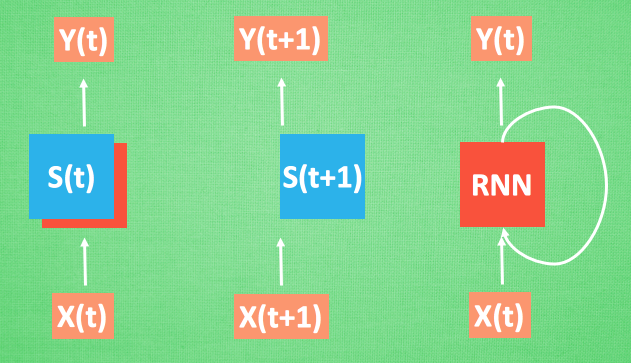 Y(t)
Y(t+1)
Y(t)
S(t)
S(t+1)
RNN
X(t)
X(t+1)
X(t)